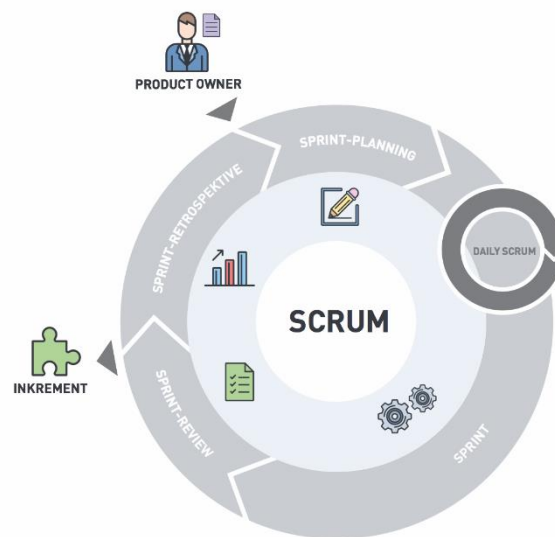 PRODUCT OWNER
SPRINT-PLANNING
SPRINT-RETROSPEKTIVE
DAILY SCRUM
SCRUM
INKREMENT
SPRINT-REVIEW
SPRINT